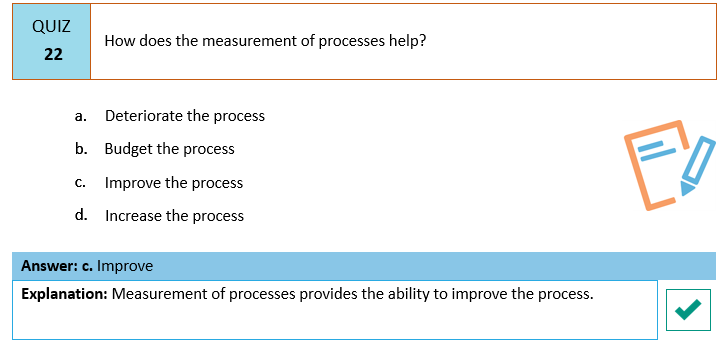 QUIZ
22
How does the measurement of processes help?
a. Deteriorate the process
b. Budget the process
c. Improve the process
d. Increase the process
Answer: c. Improve
Explanation: Measurement of processes provides the ability to improve the process.